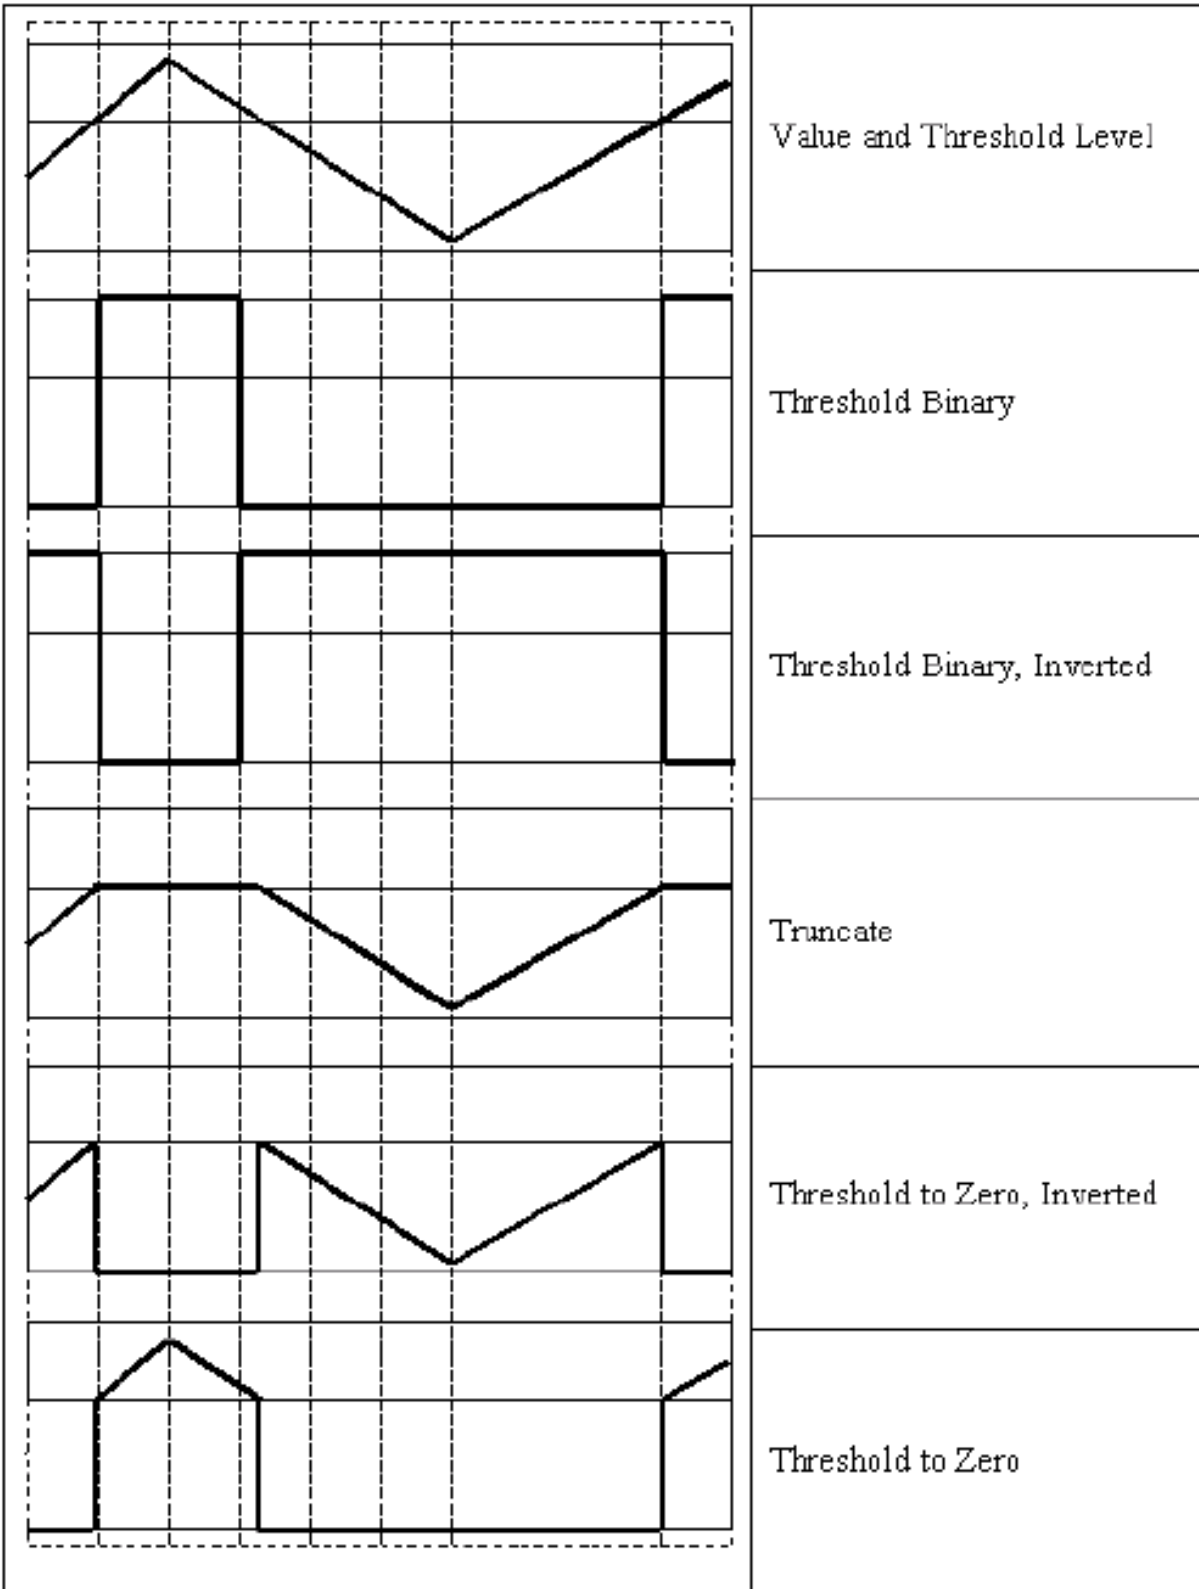 Value and Threshold Level
Threshold Binary
Threshold Binary, Inverted
Truncate
Threshold to Zero, Inverted
Threshold to Zero